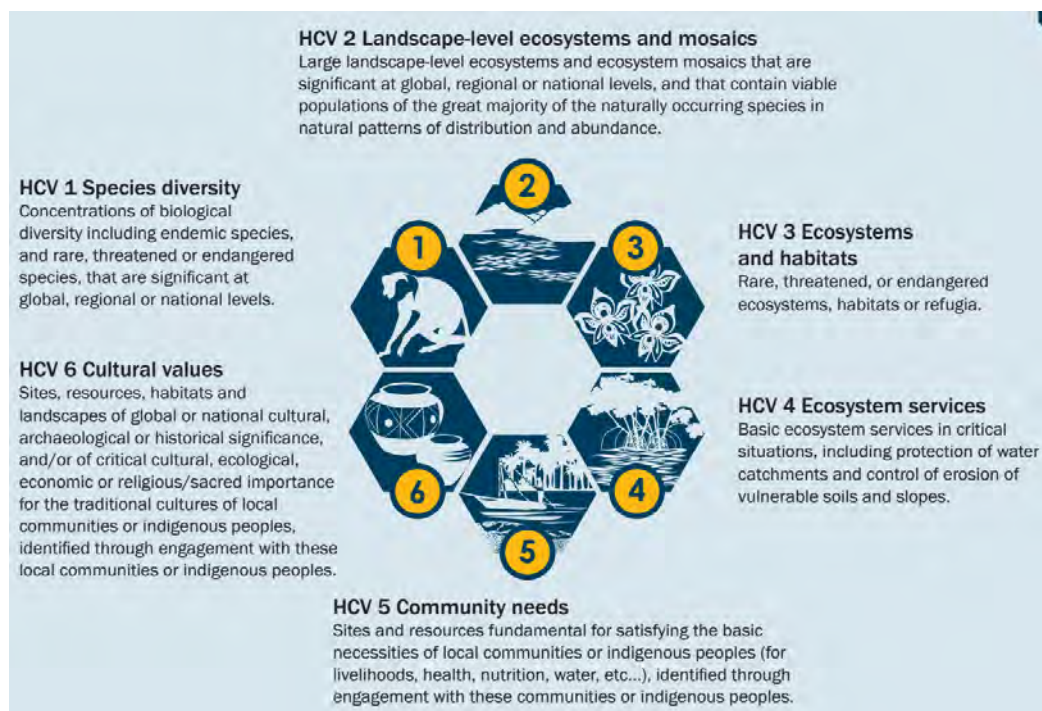 HCV 2 Landscape-level ecosystems and mosaics
Large landscape-level ecosystems and ecosystem mosaics that are
significant at global, regional or national levels, and that contain viable
populations of the great majority of the naturally occurring species in
natural patterns of distribution and abundance.
HCV 1 Species diversity
Concentrations of biological
diversity including endemic species,
and rare, threatened or endangered
species, that are significant at
global, regional or national levels.
2
1
3
HCV 3 Ecosystems
and habitats
Rare, threatened, or endangered
ecosystems, habitats or refugia.
HCV 6 Cultural values
Sites, resources, habitats and
landscapes of global or national cultural,
archaeological or historical significance,
and/or of critical cultural, ecological,
economic or religious/sacred importance
for the traditional cultures of local
communities or indigenous peoples,
identified through engagement with these
local communities or indigenous peoples.
6
5
4
HCV 4 Ecosystem services
Basic ecosystem services in critical
situations, including protection of water
catchments and control of erosion of
vulnerable soils and slopes.
HCV 5 Community needs
Sites and resources fundamental for satisfying the basic
necessities of local communities or indigenous peoples (for
livelihoods, health, nutrition, water, etc...), identified through
engagement with these communities or indigenous peoples.